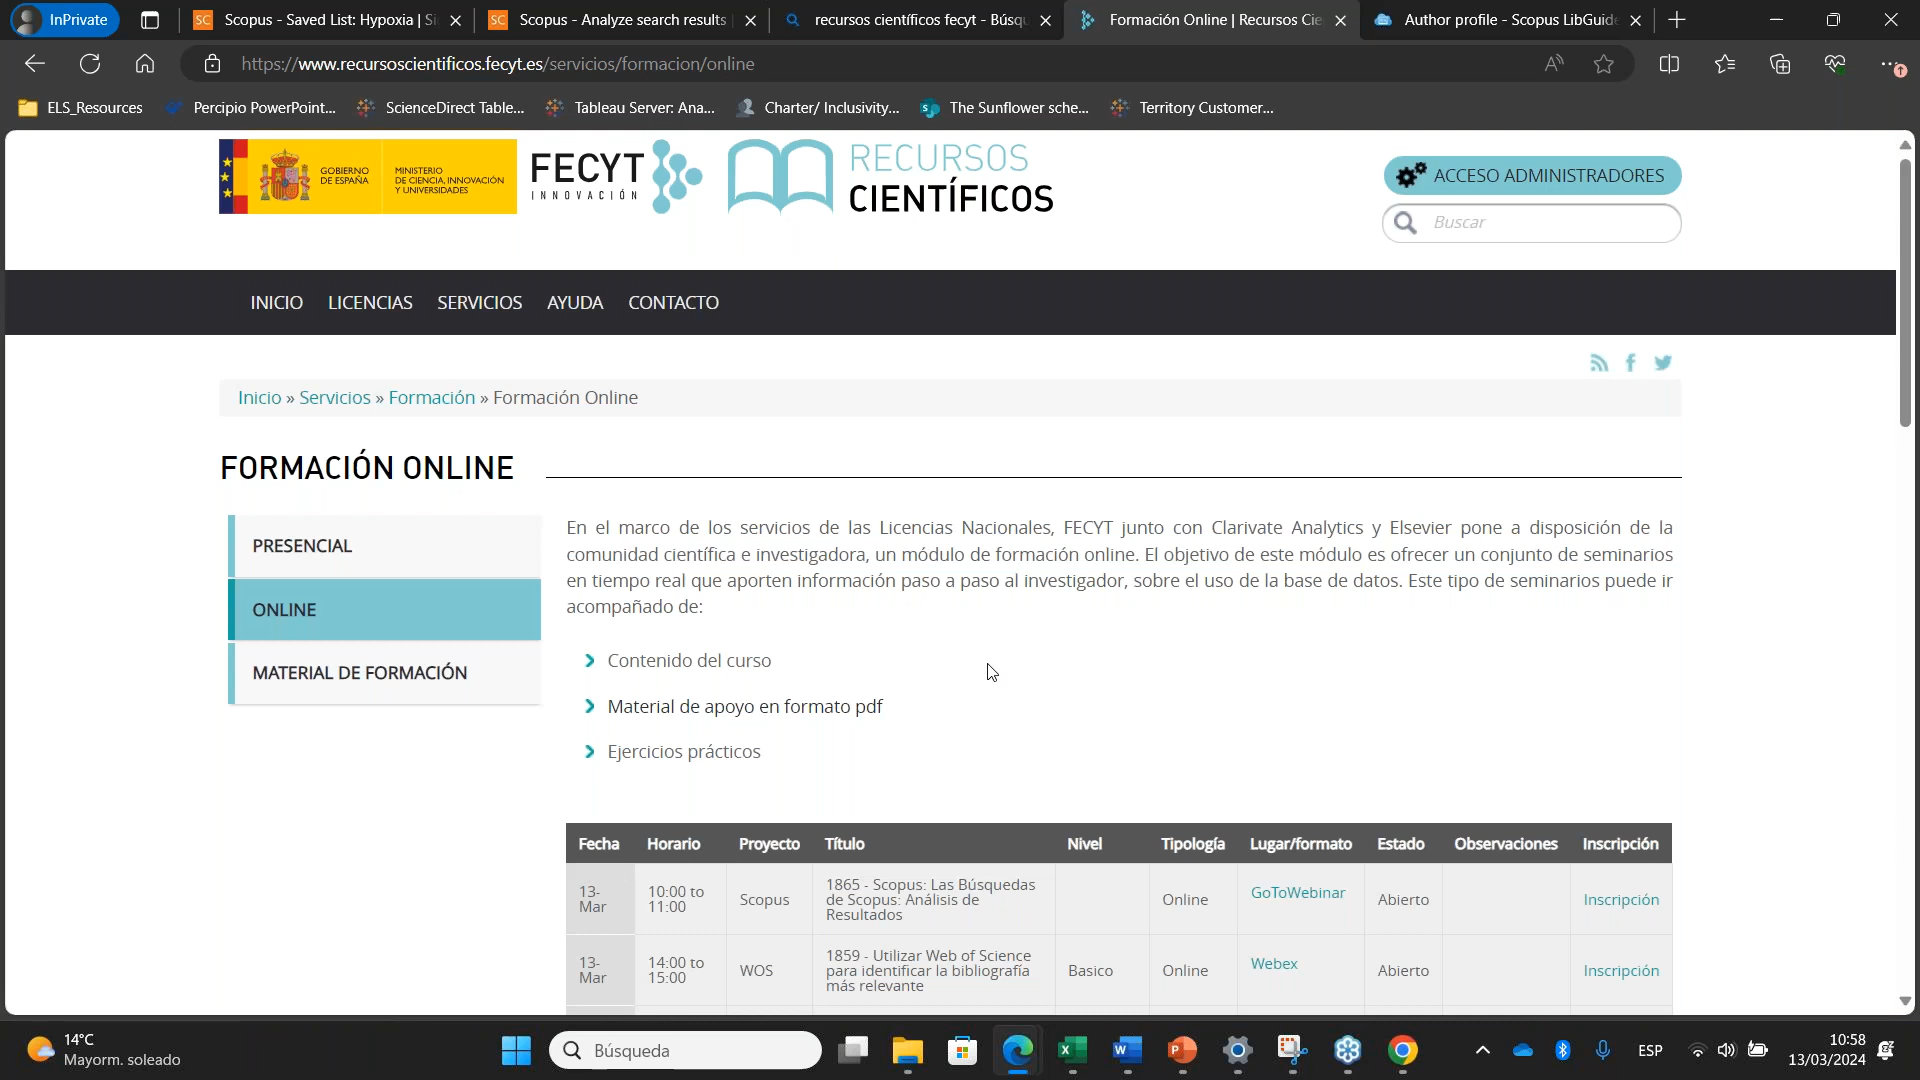 InPrivate
SC Scopus - Saved List: Hypoxia | Si
SC Scopus - Analyze search results |
recursos científicos fecyt - Búsqu
Formación Online | Recursos Cie
Author profile - Scopus LibGuide
https://www.recursoscientificos.fecyt.es/servicios/formacion/online
ELS_Resources
Percipio PowerPoint...
ScienceDirect Table...
Tableau Server: Ana...
Charter/ Inclusivity...
The Sunflower sche...
Territory Customer...
GOBIERNO DE ESPAÑA
MINISTERIO DE CIENCIA, INNOVACIÓN Y UNIVERSIDADES
FECYT
INNOVACIÓN
RECURSOS
CIENTÍFICOS
ACCESO ADMINISTRADORES
Buscar
INICIO LICENCIAS SERVICIOS AYUDA CONTACTO
Inicio » Servicios » Formación » Formación Online
FORMACIÓN ONLINE
PRESENCIAL
ONLINE
MATERIAL DE FORMACIÓN
En el marco de los servicios de las Licencias Nacionales, FECYT junto con Clarivate Analytics y Elsevier pone a disposición de la
comunidad científica e investigadora, un módulo de formación online. El objetivo de este módulo es ofrecer un conjunto de seminarios
en tiempo real que aporten información paso a paso al investigador, sobre el uso de la base de datos. Este tipo de seminarios puede ir
acompañado de:
Contenido del curso
Material de apoyo en formato pdf
Ejercicios prácticos
Fecha Horario Proyecto Título Nivel Tipología Lugar/formato Estado Observaciones Inscripción
13-Mar 10:00 to 11:00 Scopus 1865 - Scopus: Las Búsquedas de Scopus: Análisis de Resultados Online GoToWebinar Abierto Inscripción
13-Mar 14:00 to 15:00 WOS 1859 - Utilizar Web of Science para identificar la bibliografía más relevante Basico Online Webex Abierto Inscripción
14°C
Mayorm. soleado
Búsqueda
ESP
10:58
13/03/2024